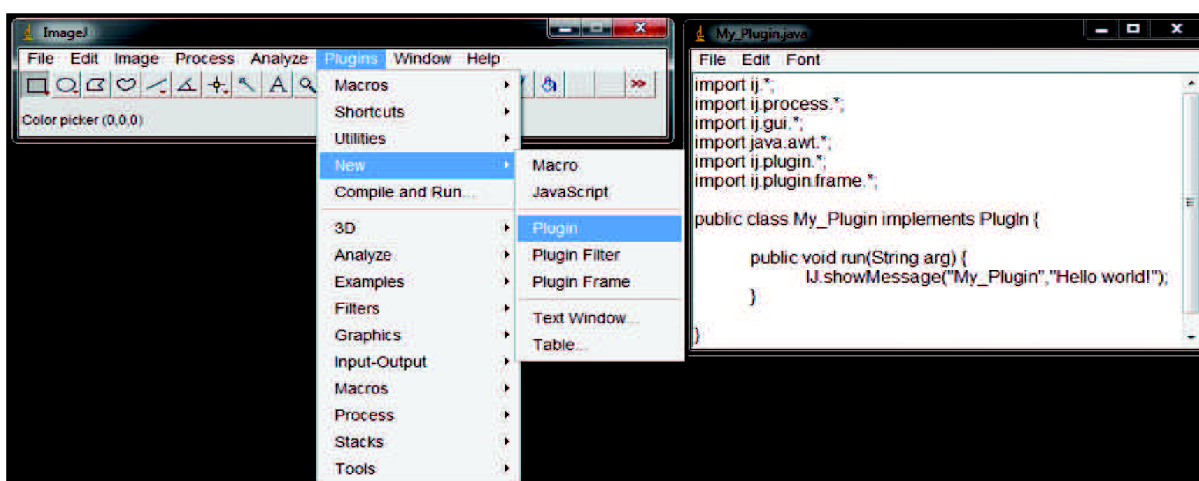 ImageJ
File Edit Image Process Analyze Plugins Window Help
A
>>
Color picker (0,0,0)
Macros
Shortcuts
Utilities
New
Compile and Run...
3D
Analyze
Examples
Filters
Graphics
Input-Output
Macros
Process
Stacks
Tools
Macro
JavaScript
Plugin
Plugin Filter
Plugin Frame
Text Window...
Table...
My_Plugin.java
File Edit Font
import ij.*;
import ij.process.*;
import ij.gui.*;
import java.awt.*;
import ij.plugin.*;
import ij.plugin.frame.*;
public class My_Plugin implements PlugIn {
public void run(String arg) {
IJ.showMessage("My_Plugin","Hello world!");
}
}